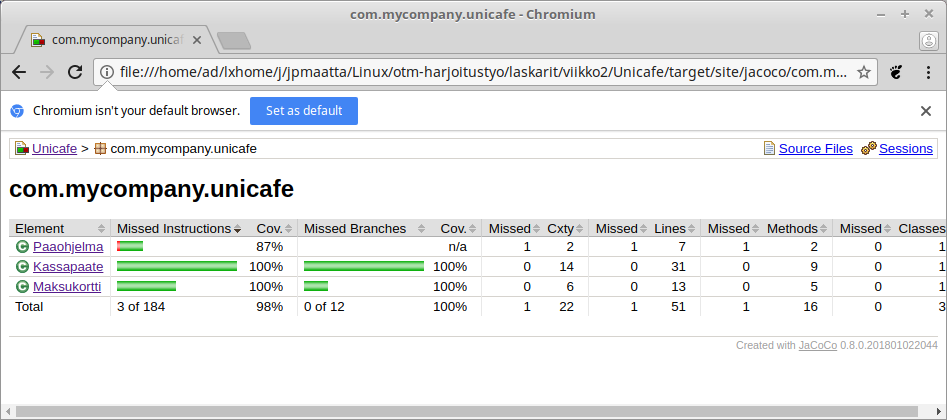 com.mycompany.unicafe - Chromium
com.mycompany.unicaf
file:///home/ad/lxhome/j/jpmaatta/Linux/otm-harjoitustyo/laskarit/viikko2/Unicafe/target/site/jacoco/com.m...
Chromium isn't your default browser. Set as default
Unicafe > com.mycompany.unicafe Source Files Sessions
com.mycompany.unicafe
Element Missed Instructions Cov. Missed Branches Cov. Missed Cxty Missed Lines Missed Methods Missed Classes
Paaohjelma 87% n/a 1 2 1 7 1 2 0 1
Kassapaate 100% 100% 0 14 0 31 0 9 0 1
Maksukortti 100% 100% 0 6 0 13 0 5 0 1
Total 3 of 184 98% 0 of 12 100% 1 22 1 51 1 16 0 3
Created with JaCoCo 0.8.0.201801022044